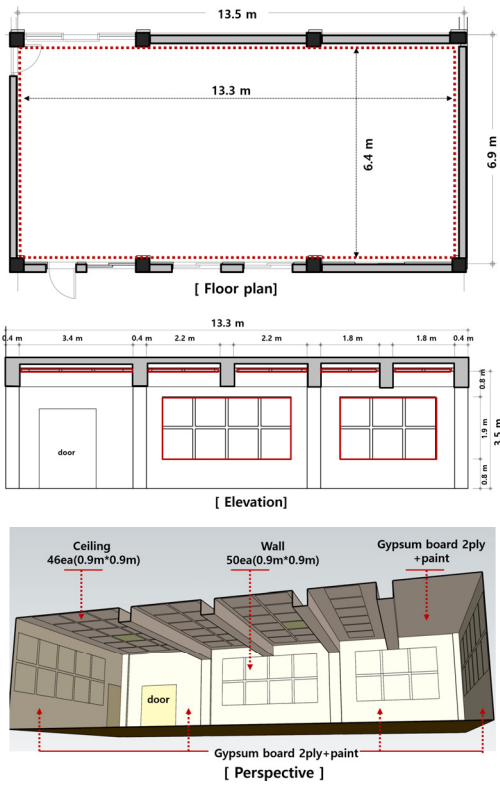 13.5 m
13.3 m
6.4 m
6.9 m
[ Floor plan]
13.3 m
0.4 m 3.4 m 0.4 m 2.2 m 2.2 m 1.8 m 1.8 m 0.4 m
0.8 m
door
1.9 m
3.5 m
0.8 m
[ Elevation]
Ceiling
46ea(0.9m*0.9m)
Wall
50ea(0.9m*0.9m)
Gypsum board 2ply
+paint
door
Gypsum board 2ply+paint
[ Perspective ]